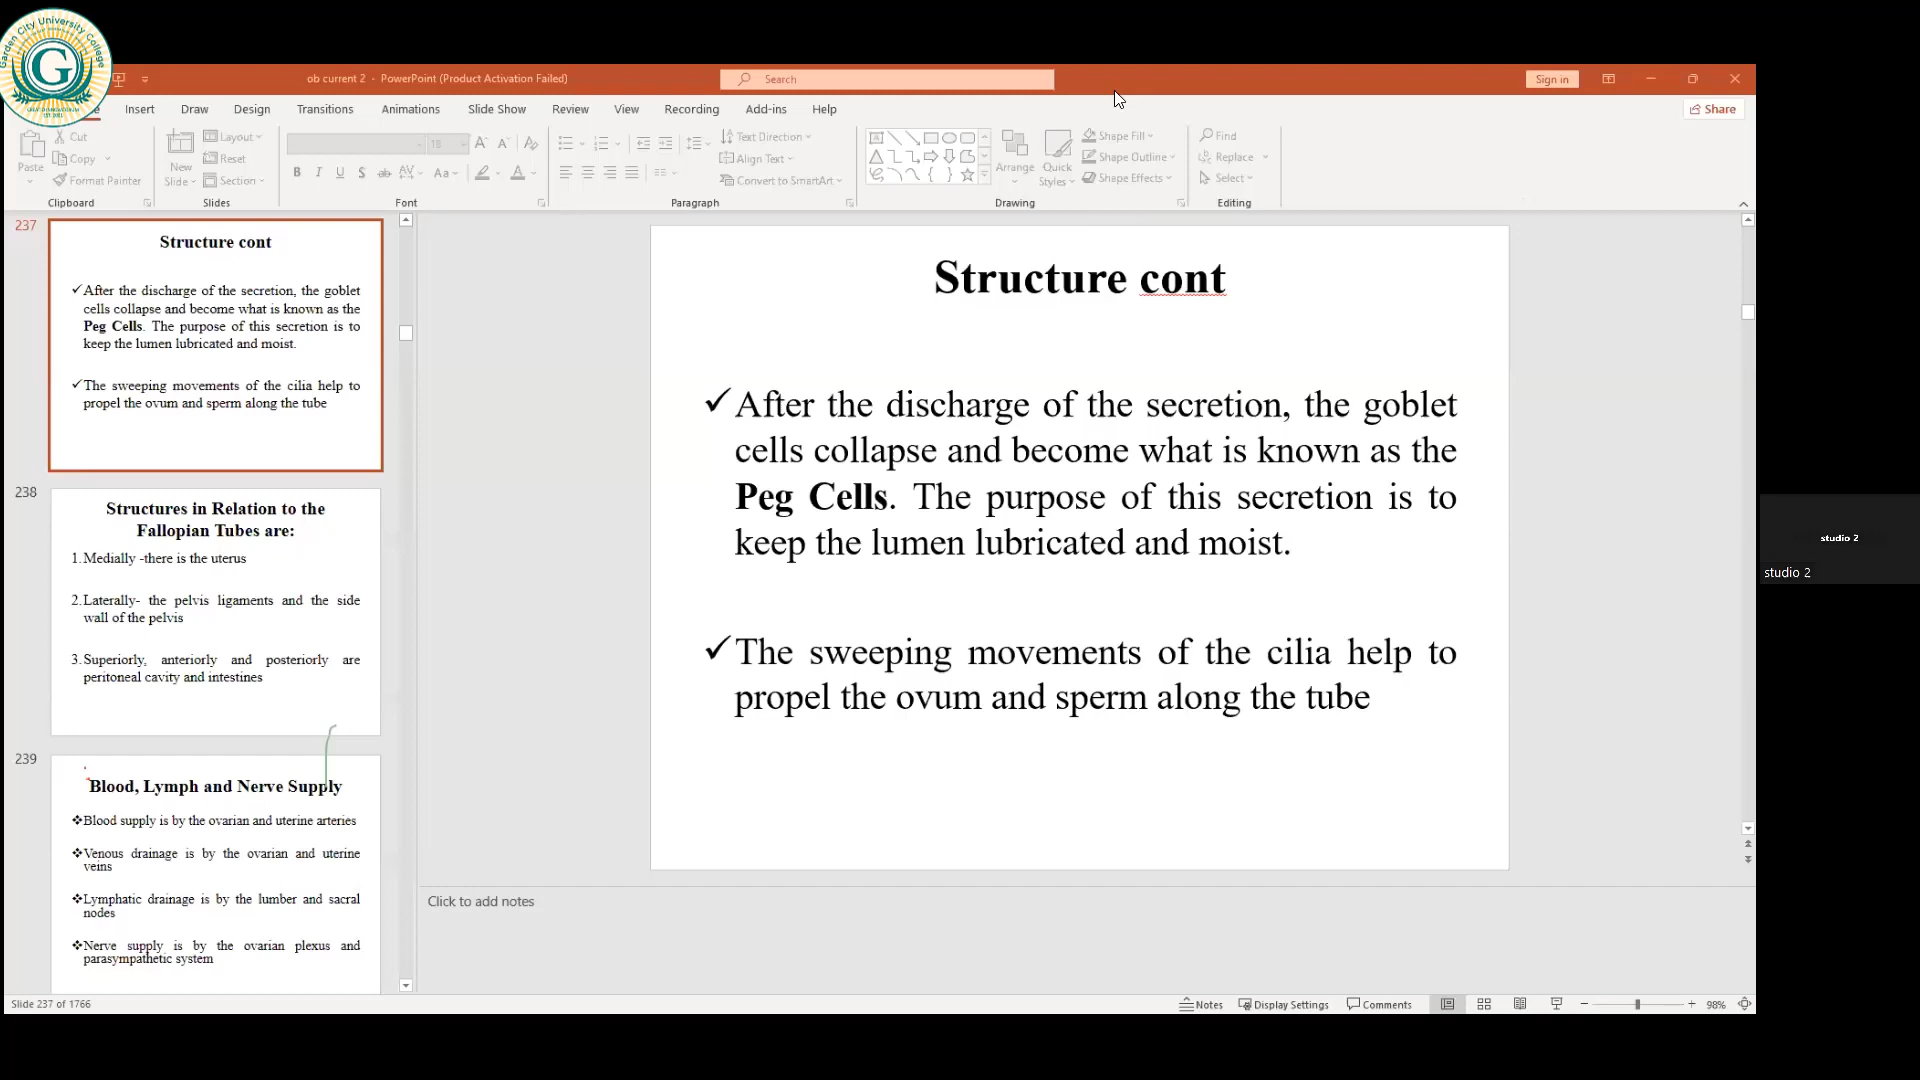 Garden City University College
G
ob current 2 - PowerPoint (Product Activation Failed)
Search
Sign in
Insert Draw Design Transitions Animations Slide Show Review View Recording Add-ins Help
Share
Paste
Cut
Copy
Format Painter
Clipboard
New Slide
Layout
Reset
Section
Slides
18
Font
Text Direction
Align Text
Convert to SmartArt
Paragraph
Arrange
Quick Styles
Shape Fill
Shape Outline
Shape Effects
Drawing
Find
Replace
Select
Editing
237
Structure cont
After the discharge of the secretion, the goblet
cells collapse and become what is known as the
Peg Cells. The purpose of this secretion is to
keep the lumen lubricated and moist.
The sweeping movements of the cilia help to
propel the ovum and sperm along the tube
238
Structures in Relation to the
Fallopian Tubes are:
1.Medially -there is the uterus
2.Laterally- the pelvis ligaments and the side
wall of the pelvis
3.Superiorly, anteriorly and posteriorly are
peritoneal cavity and intestines
239
Blood, Lymph and Nerve Supply
Blood supply is by the ovarian and uterine arteries
Venous drainage is by the ovarian and uterine
veins
Lymphatic drainage is by the lumber and sacral
nodes
Nerve supply is by the ovarian plexus and
parasympathetic system
Structure cont
After the discharge of the secretion, the goblet
cells collapse and become what is known as the
Peg Cells. The purpose of this secretion is to
keep the lumen lubricated and moist.
The sweeping movements of the cilia help to
propel the ovum and sperm along the tube
Click to add notes
studio 2
studio 2
Slide 237 of 1766
Notes Display Settings Comments 98%